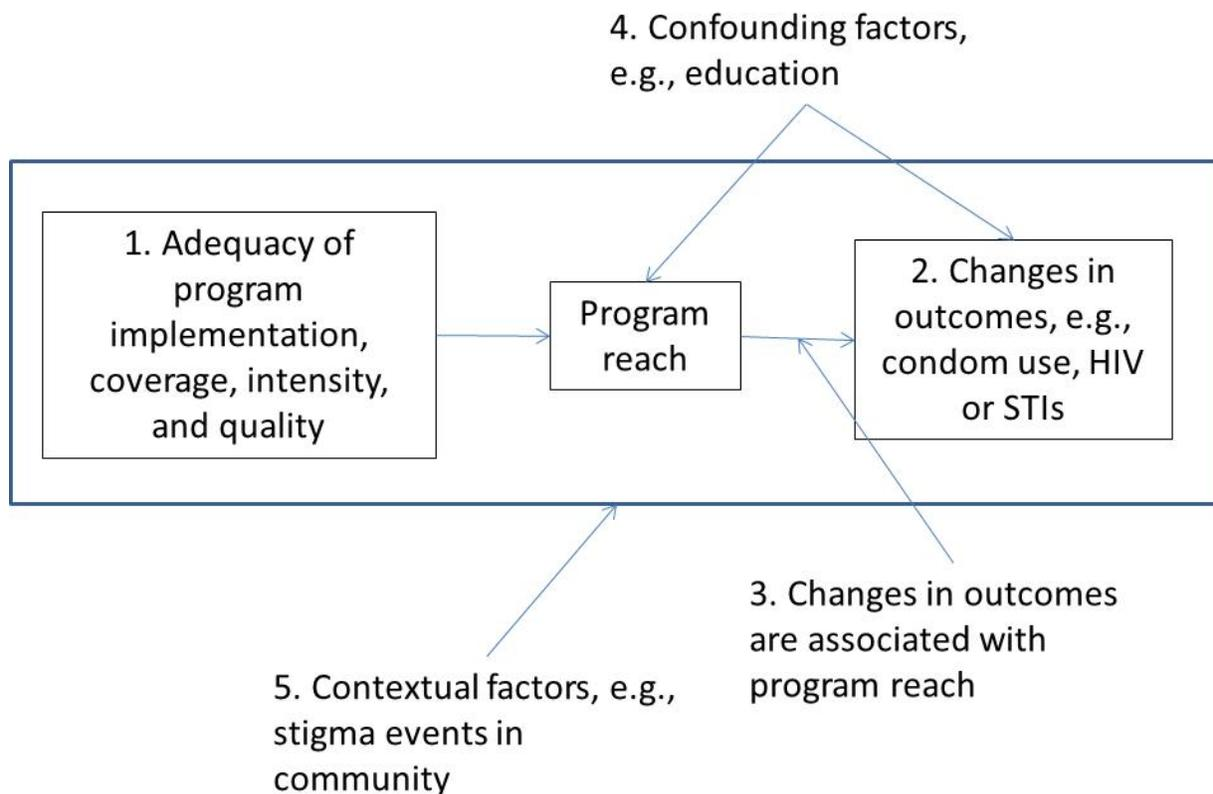 4. Confounding factors,
e.g., education
1. Adequacy of
program
implementation,
coverage, intensity,
and quality
Program
reach
2. Changes in
outcomes, e.g.,
condom use, HIV
or STIs
3. Changes in outcomes
are associated with
program reach
5. Contextual factors, e.g.,
stigma events in
community